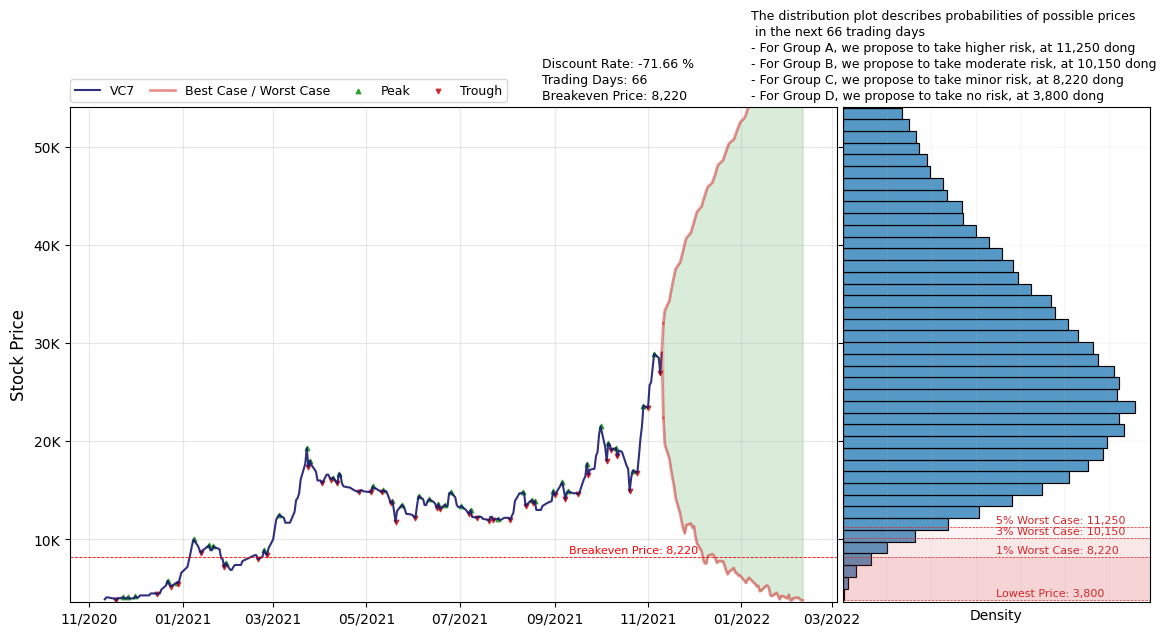 The distribution plot describes probabilities of possible prices
in the next 66 trading days
- For Group A, we propose to take higher risk, at 11,250 dong
- For Group B, we propose to take moderate risk, at 10,150 dong
- For Group C, we propose to take minor risk, at 8,220 dong
- For Group D, we propose to take no risk, at 3,800 dong
Discount Rate: -71.66 %
Trading Days: 66
Breakeven Price: 8,220
VC7
Best Case / Worst Case
Peak
Trough
Stock Price
50K
40K
30K
20K
10K
Breakeven Price: 8,220
11/2020
01/2021
03/2021
05/2021
07/2021
09/2021
11/2021
01/2022
03/2022
5% Worst Case: 11,250
3% Worst Case: 10,150
1% Worst Case: 8,220
Lowest Price: 3,800
Density